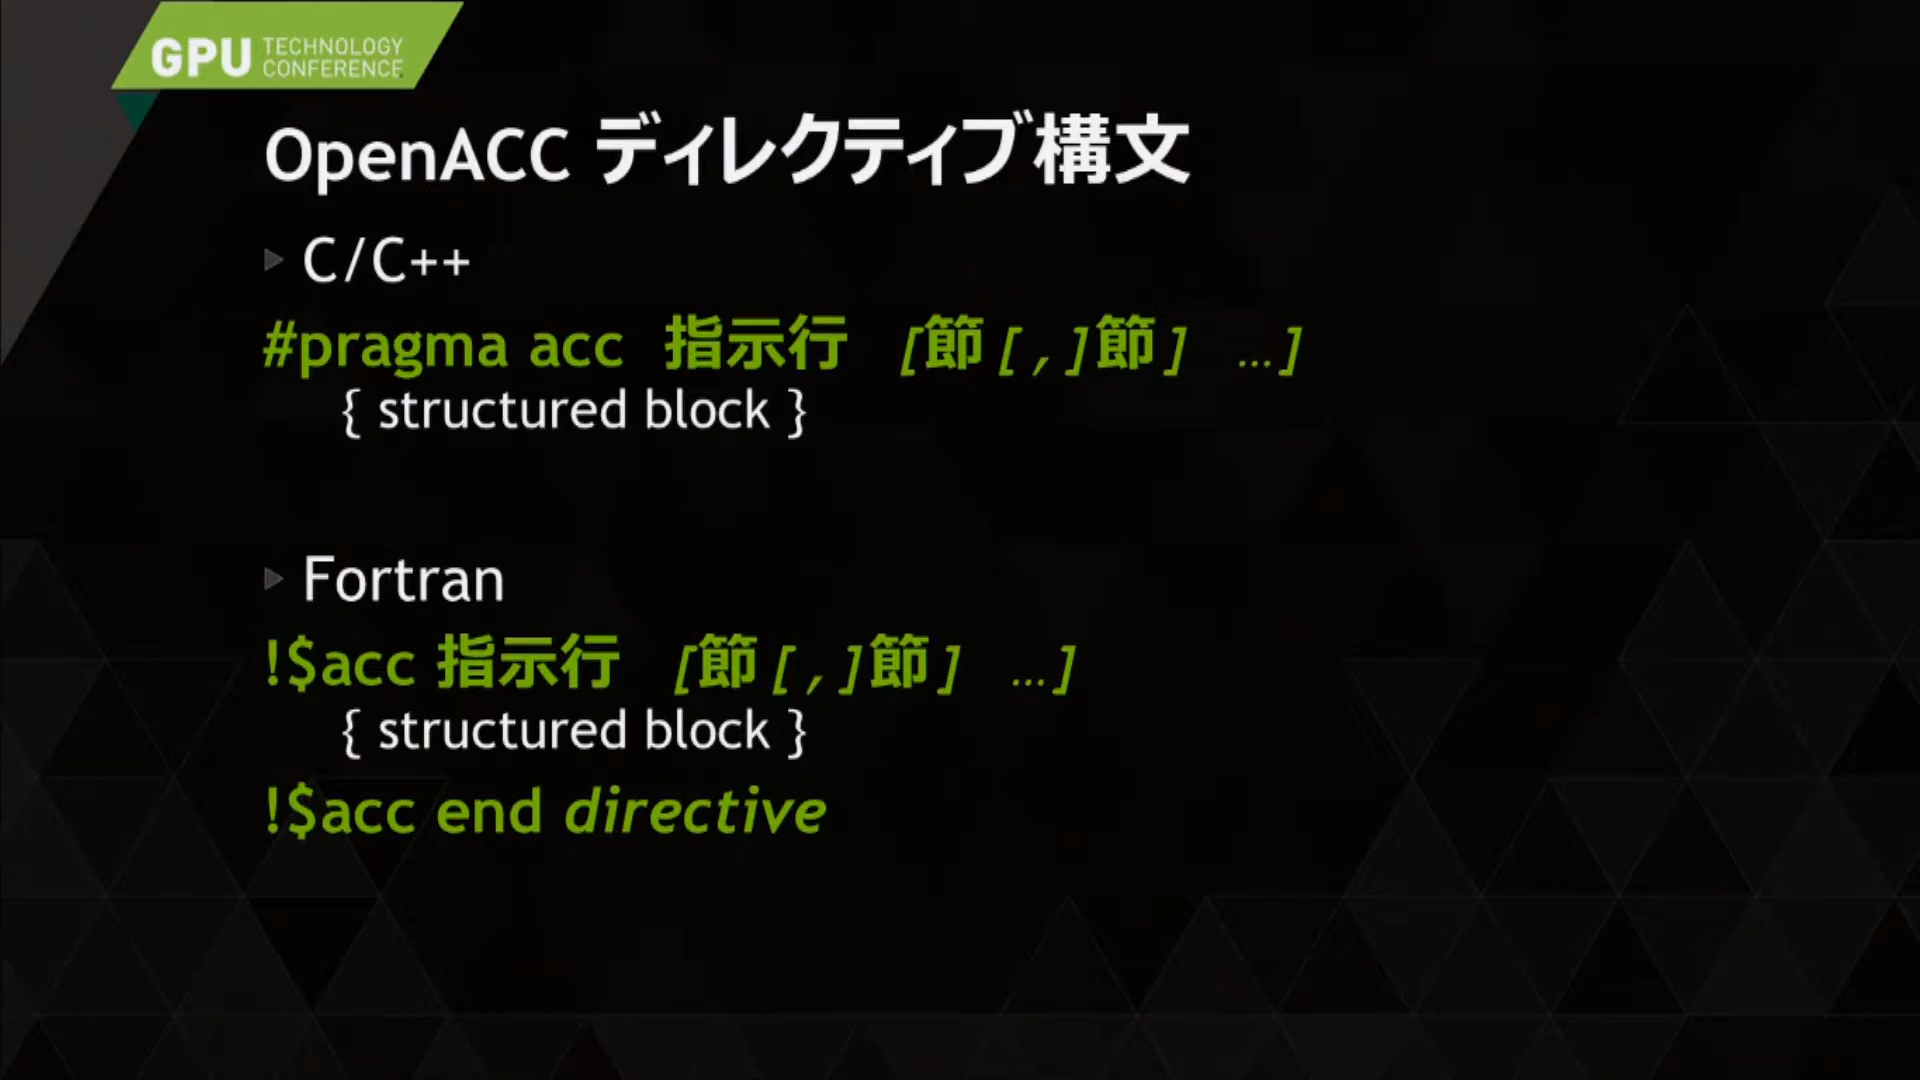 GPU TECHNOLOGY CONFERENCE
OpenACC ディレクティブ構文
C/C++
#pragma acc 指示行 [節[,]節] …]
{ structured block }
Fortran
!$acc 指示行 [節[,]節] …]
{ structured block }
!$acc end directive